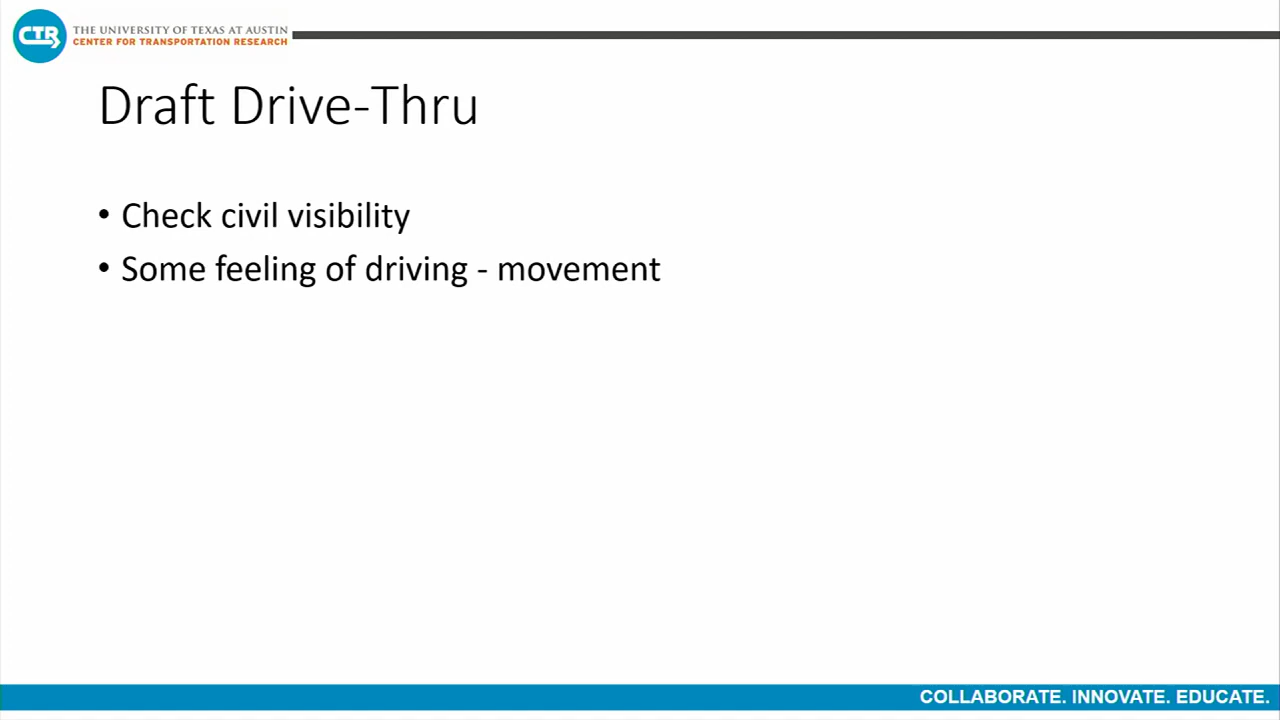 CTR
THE UNIVERSITY OF TEXAS AT AUSTIN
CENTER FOR TRANSPORTATION RESEARCH
Draft Drive-Thru
• Check civil visibility
• Some feeling of driving - movement
COLLABORATE. INNOVATE. EDUCATE.